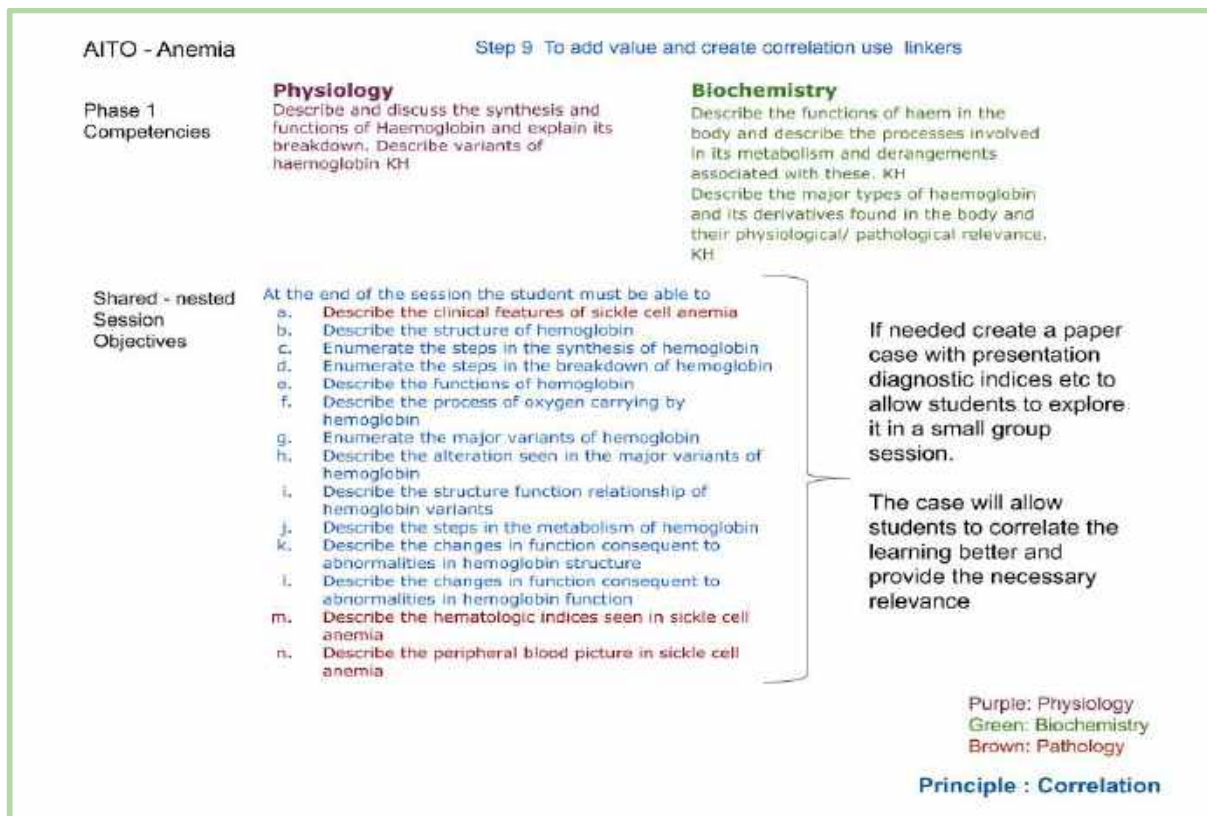 AITO - Anemia
Step 9 To add value and create correlation use linkers
Phase 1
Competencies
Physiology
Describe and discuss the synthesis and
functions of Haemoglobin and explain its
breakdown. Describe variants of
haemoglobin KH
Biochemistry
Describe the functions of haem in the
body and describe the processes involved
in its metabolism and derangements
associated with these. KH
Describe the major types of haemoglobin
and its derivatives found in the body and
their physiological/ pathological relevance.
KH
Shared - nested
Session
Objectives
At the end of the session the student must be able to
a. Describe the clinical features of sickle cell anemia
b. Describe the structure of hemoglobin
c. Enumerate the steps in the synthesis of hemoglobin
d. Enumerate the steps in the breakdown of hemoglobin
e. Describe the functions of hemoglobin
f. Describe the process of oxygen carrying by
hemoglobin
g. Enumerate the major variants of hemoglobin
h. Describe the alteration seen in the major variants of
hemoglobin
i. Describe the structure function relationship of
hemoglobin variants
j. Describe the steps in the metabolism of hemoglobin
k. Describe the changes in function consequent to
abnormalities in hemoglobin structure
l. Describe the changes in function consequent to
abnormalities in hemoglobin function
m. Describe the hematologic indices seen in sickle cell
anemia
n. Describe the peripheral blood picture in sickle cell
anemia
If needed create a paper
case with presentation
diagnostic indices etc to
allow students to explore
it in a small group
session.
The case will allow
students to correlate the
learning better and
provide the necessary
relevance
Purple: Physiology
Green: Biochemistry
Brown: Pathology
Principle : Correlation